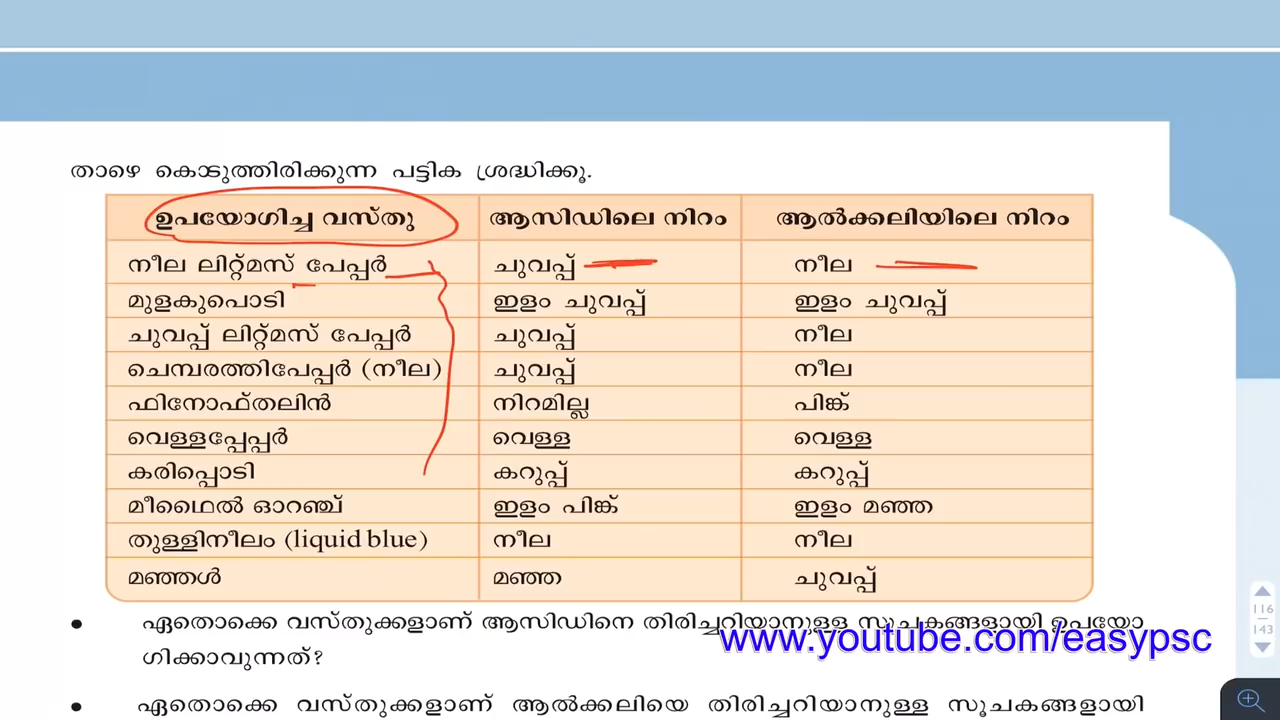 താഴെ കൊടുത്തിരിക്കുന്ന പട്ടിക ശ്രദ്ധിക്കൂ.
ഉപയോഗിച്ച വസ്തു ആസിഡിലെ നിറം ആൽക്കലിയിലെ നിറം
നീല ലിറ്റ്മസ് പേപ്പർ ചുവപ്പ് നീല
മുളകുപൊടി ഇളം ചുവപ്പ് ഇളം ചുവപ്പ്
ചുവപ്പ് ലിറ്റ്മസ് പേപ്പർ ചുവപ്പ് നീല
ചെമ്പരത്തിപേപ്പർ (നീല) ചുവപ്പ് നീല
ഫിനോഫ്തലിൻ നിറമില്ല പിങ്ക്
വെള്ളപ്പേപ്പർ വെള്ള വെള്ള
കരിപ്പൊടി കറുപ്പ് കറുപ്പ്
മീഥൈൽ ഓറഞ്ച് ഇളം പിങ്ക് ഇളം മഞ്ഞ
തുള്ളിനീലം (liquid blue) നീല നീല
മഞ്ഞൾ മഞ്ഞ ചുവപ്പ്
• ഏതൊക്കെ വസ്തുക്കളാണ് ആസിഡിനെ തിരിച്ചറിയാനുള്ള സൂചകങ്ങളായി ഉപയോ
ഗിക്കാവുന്നത്?
www.youtube.com/easypsc
• ഏതൊക്കെ വസ്തുക്കളാണ് ആൽക്കലിയെ തിരിച്ചറിയാനുള്ള സൂചകങ്ങളായി
116
143